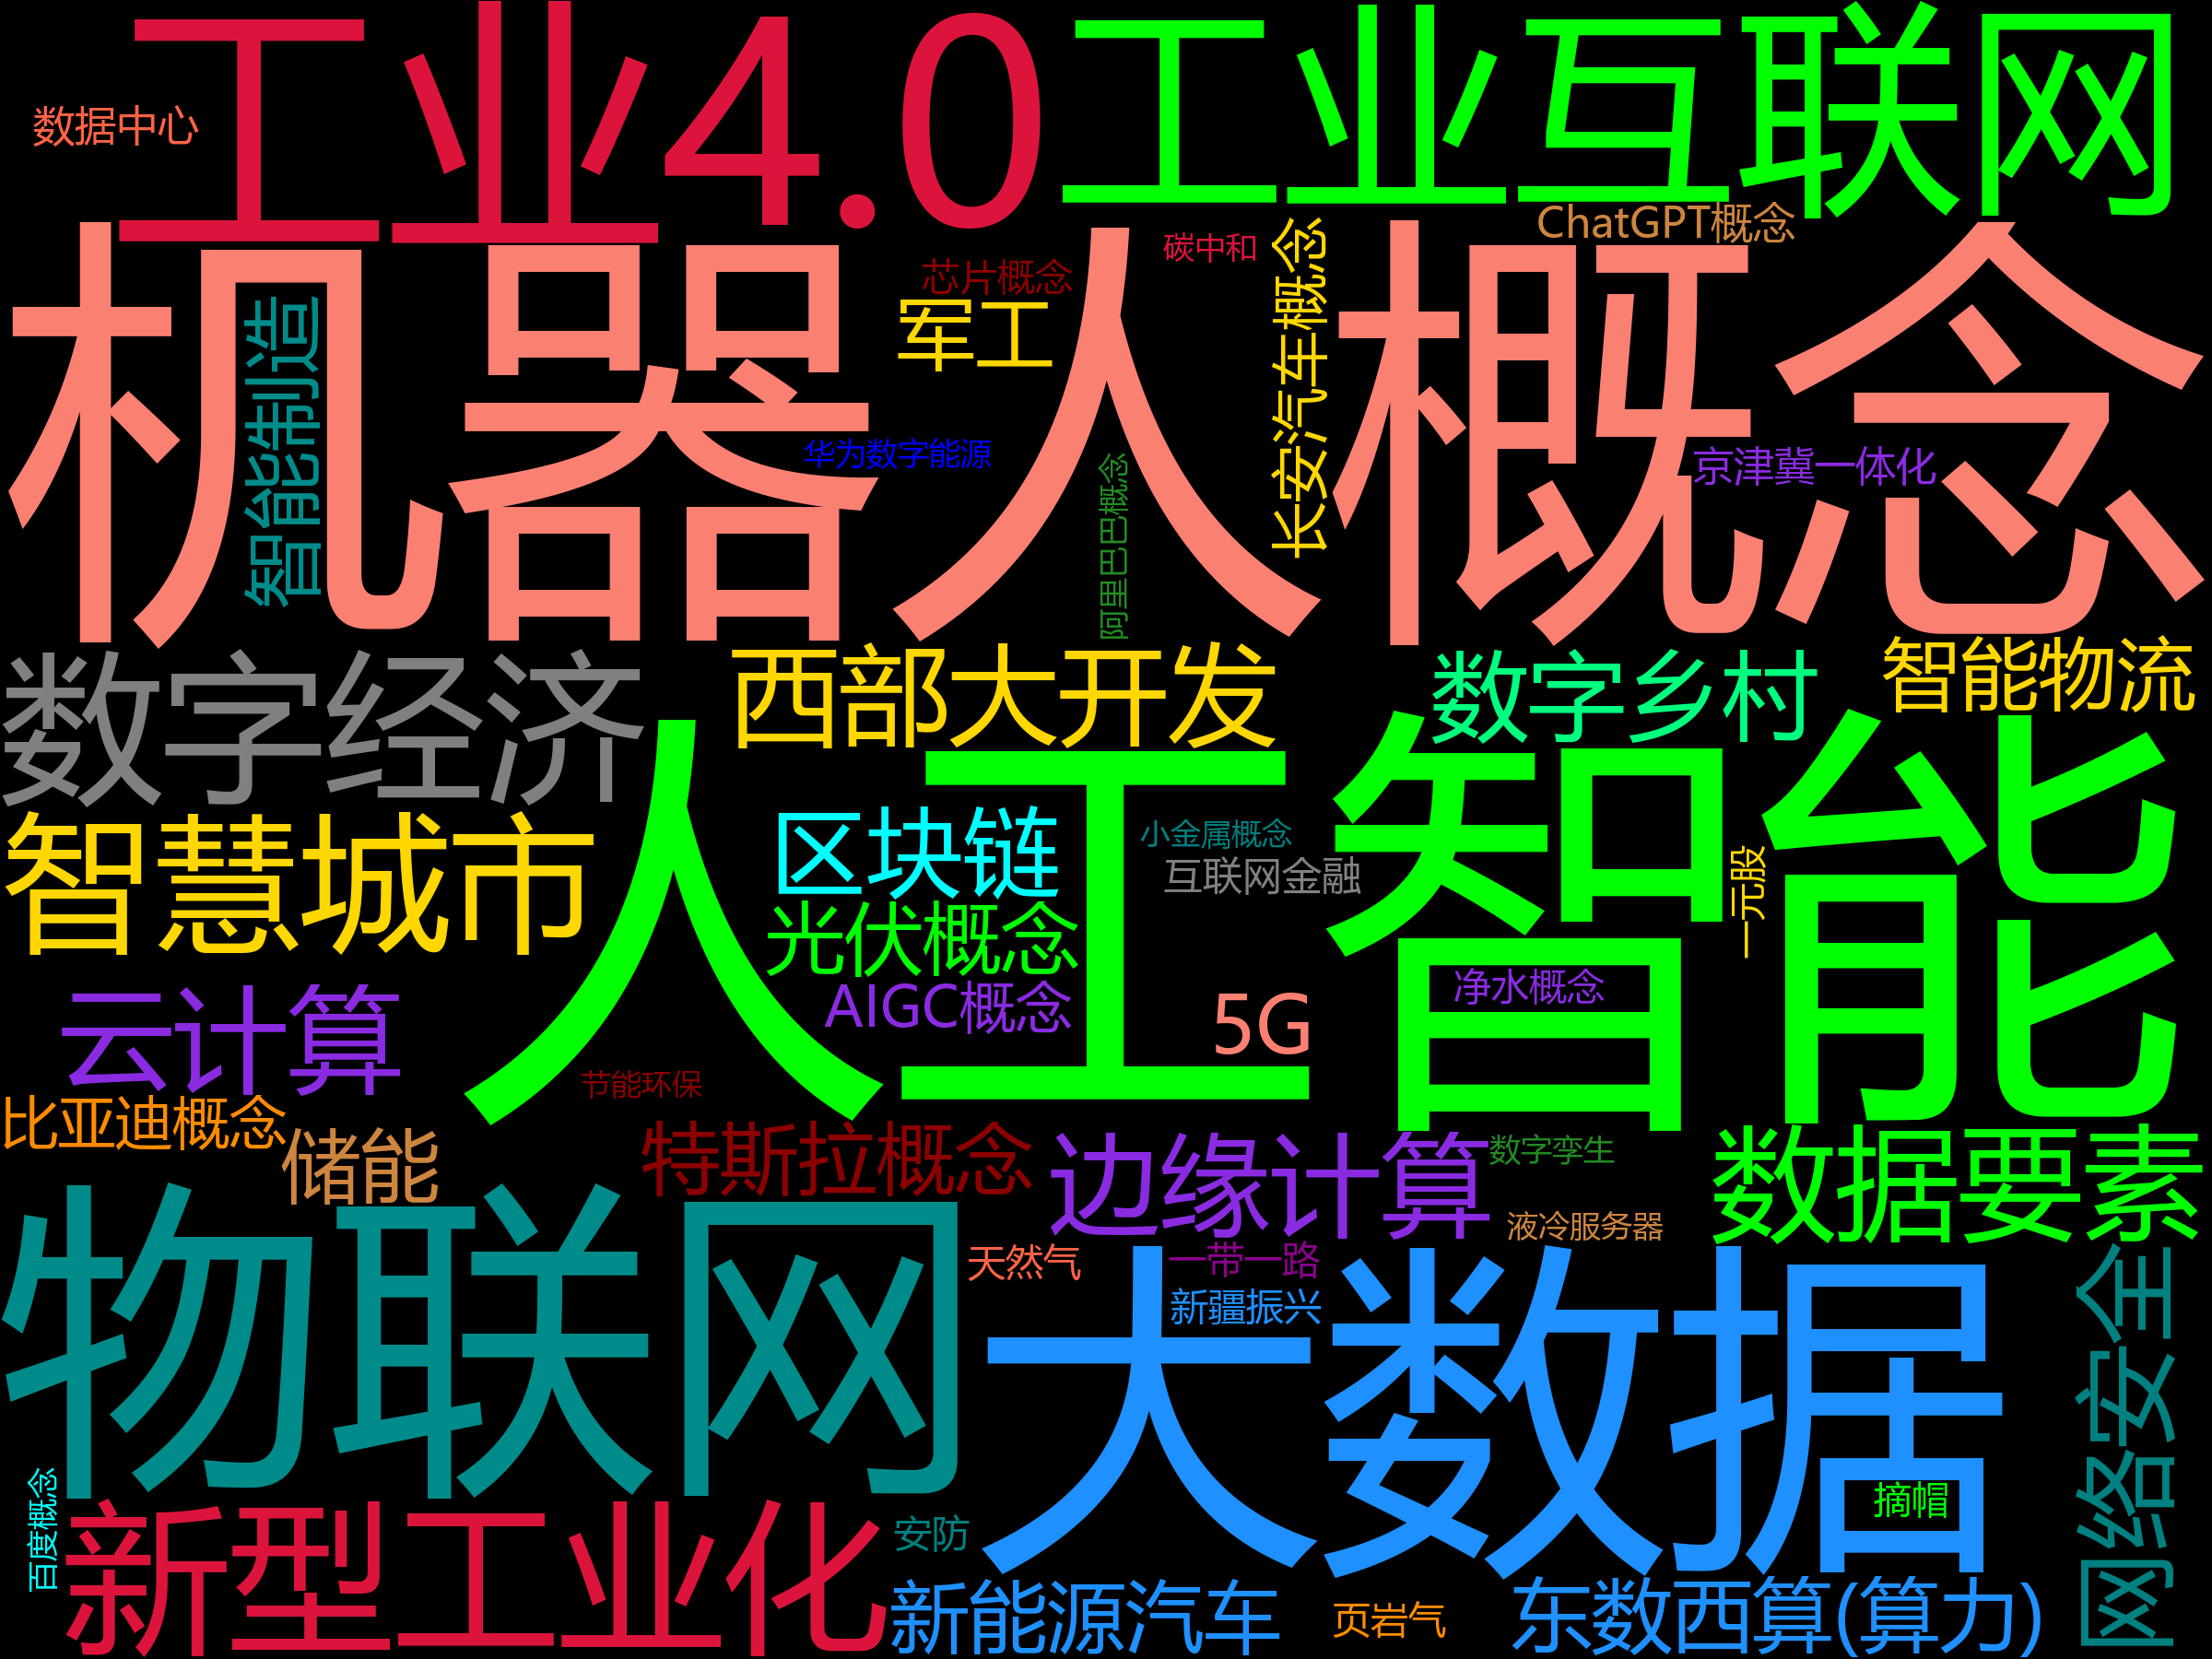 工业4.0
工业互联网
数据中心
ChatGPT概念
机器人概念
碳中和
芯片概念
军工
长安汽车概念
智能制造
华为数字能源
京津冀一体化
阿里巴巴概念
数字经济
西部大开发
数字乡村
智能物流
人工智能
智慧城市
区块链
小金属概念
互联网金融
一元股
光伏概念
AIGC概念
5G
净水概念
云计算
节能环保
比亚迪概念
储能
特斯拉概念
边缘计算
数字孪生
数据要素
物联网
液冷服务器
天然气
一带一路
新疆振兴
大数据
网络安全
百度概念
新型工业化
安防
摘帽
新能源汽车
页岩气
东数西算(算力)